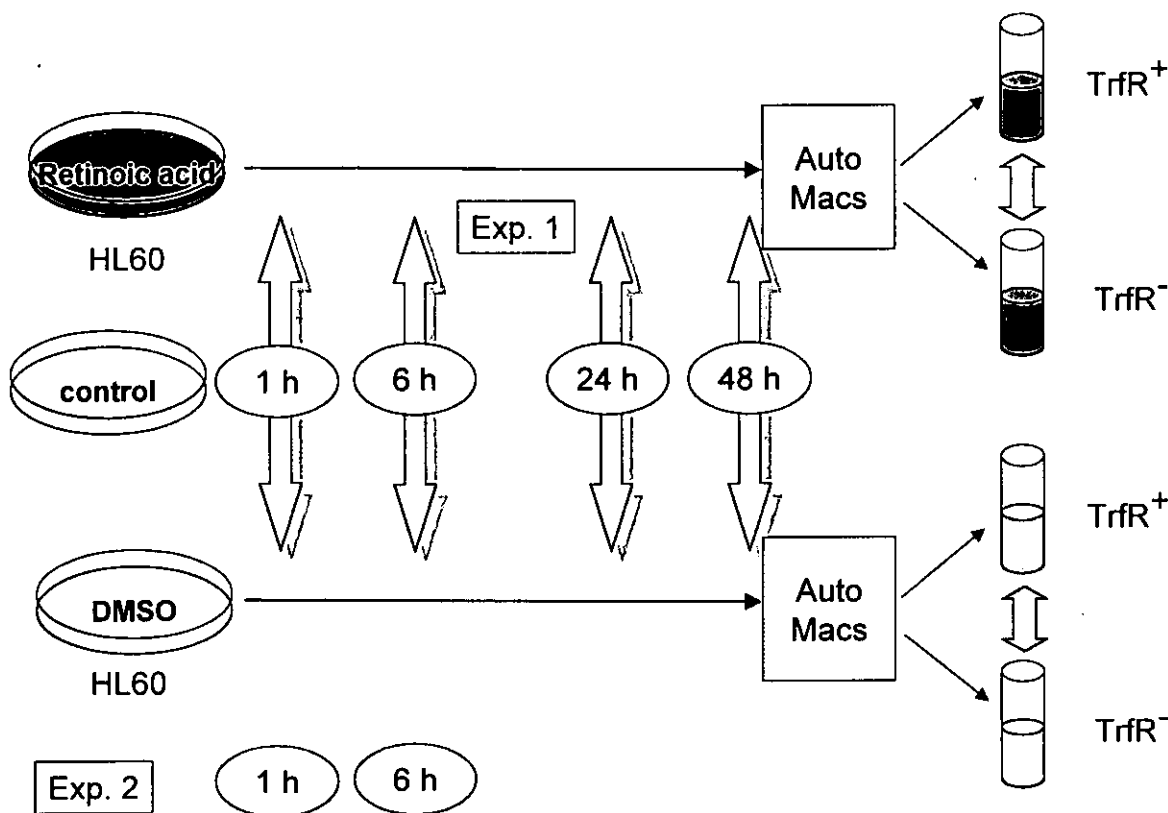 TrfR+
Auto
Macs
Retinoic acid
Exp. 1
HL60
TrfR-
control
1 h
6 h
24 h
48 h
TrfR+
DMSO
Auto
Macs
HL60
TrfR-
Exp. 2
1 h
6 h